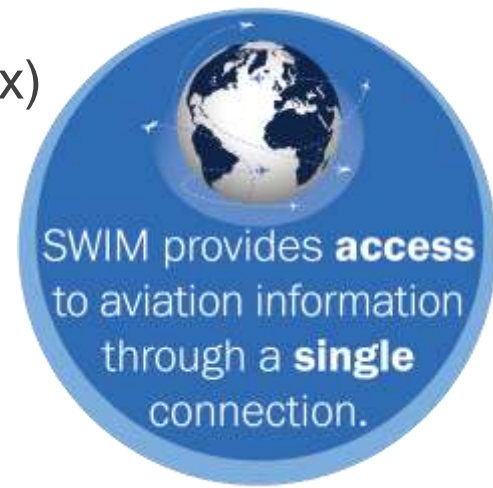 x)
SWIM provides access
to aviation information
through a single
connection.